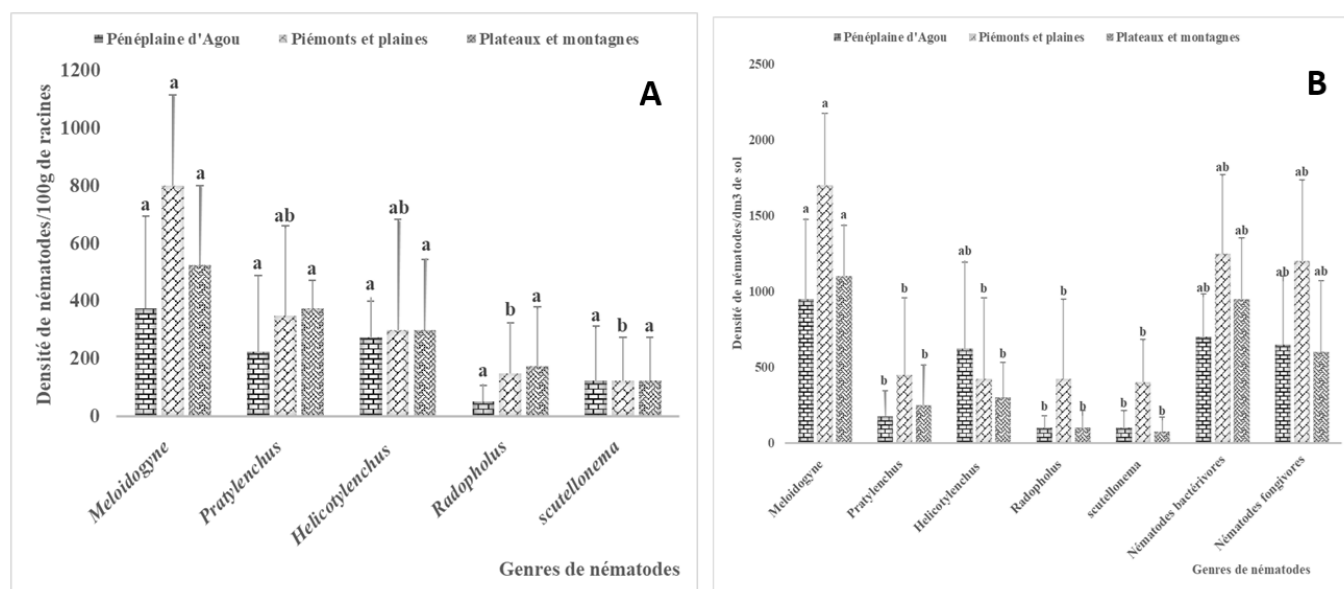 Pénéplaine d'Agou Piémonts et plaines Plateaux et montagnes
A
Densité de nématodes/100g de racines
1200
1000
800
600
400
200
0
a a a
a ab a
a ab a
a b a
a b a
Meloidogyne
Pratylenchus
Helicotylenchus
Radopholus
scutellonema
Genres de nématodes
Pénéplaine d'Agou Piémonts et plaines Plateaux et montagnes
B
Densité de nématodes/dm3 de sol
2500
2000
1500
1000
500
0
a a a
b b b
ab b b
b b b
b b b
ab ab ab
ab ab ab
Meloidogyne
Pratylenchus
Helicotylenchus
Radopholus
scutellonema
Nématodes bactérivores
Nématodes fongivores
Genres de nématodes